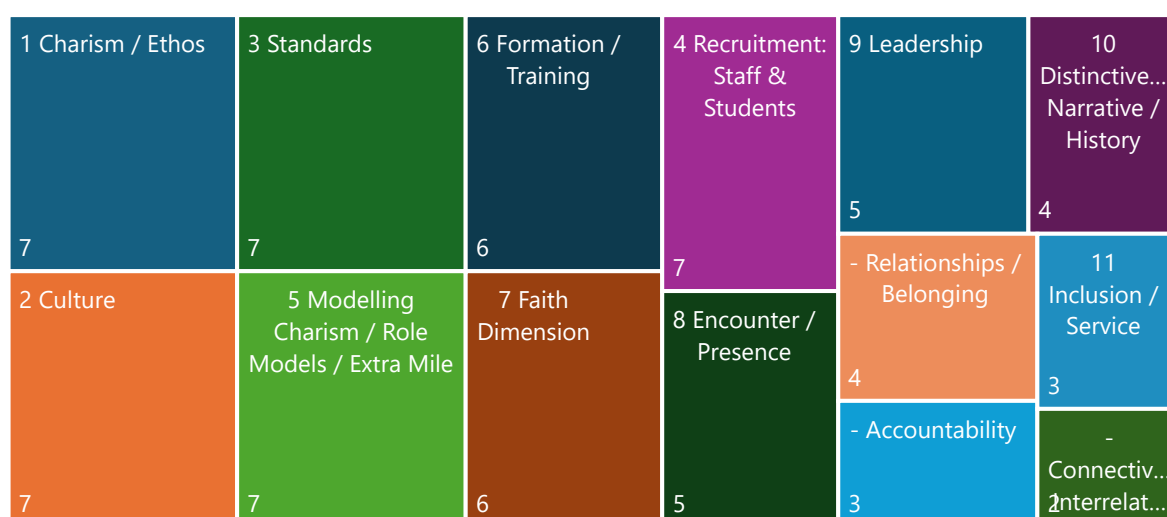 1 Charism / Ethos
7
2 Culture
7
3 Standards
7
5 Modelling
Charism / Role
Models / Extra Mile
7
6 Formation /
Training
6
7 Faith
Dimension
6
4 Recruitment:
Staff &
Students
7
8 Encounter /
Presence
5
9 Leadership
5
10
Distinctive...
Narrative /
History
4
- Relationships /
Belonging
4
11
Inclusion /
Service
3
- Accountability
3
-
Connectiv...
Interrelat...
2